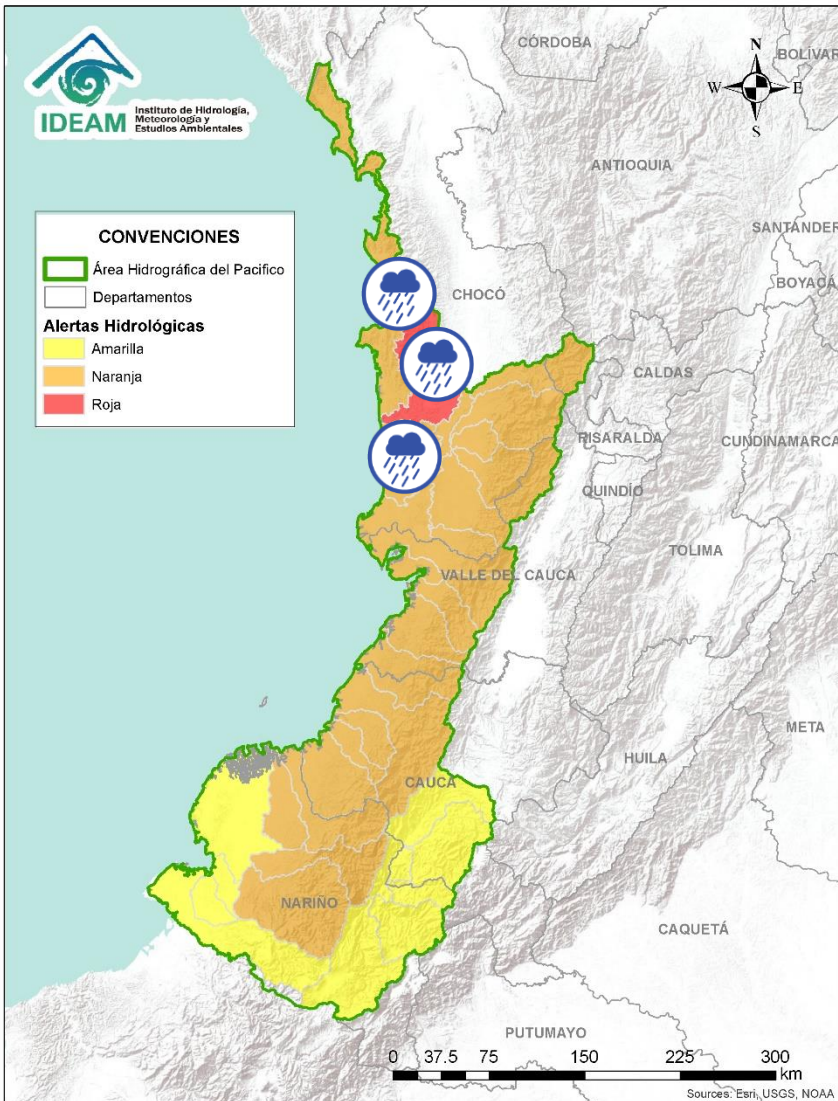 IDEAM
Instituto de Hidrología,
Meteorología y
Estudios Ambientales
CÓRDOBA
BOLÍVAR
N
W
E
S
ANTIOQUIA
SANTANDER
BOYACÁ
CONVENCIONES
Área Hidrográfica del Pacifico
Departamentos
Alertas Hidrológicas
Amarilla
Naranja
Roja
CHOCÓ
CALDAS
RISARALDA
CUNDINAMARCA
QUINDÍO
TOLIMA
VALLE DEL CAUCA
META
HUILA
CAUCA
NARIÑO
CAQUETÁ
PUTUMAYO
0 37.5 75 150 225 300
km
Sources: Esri, USGS, NOAA